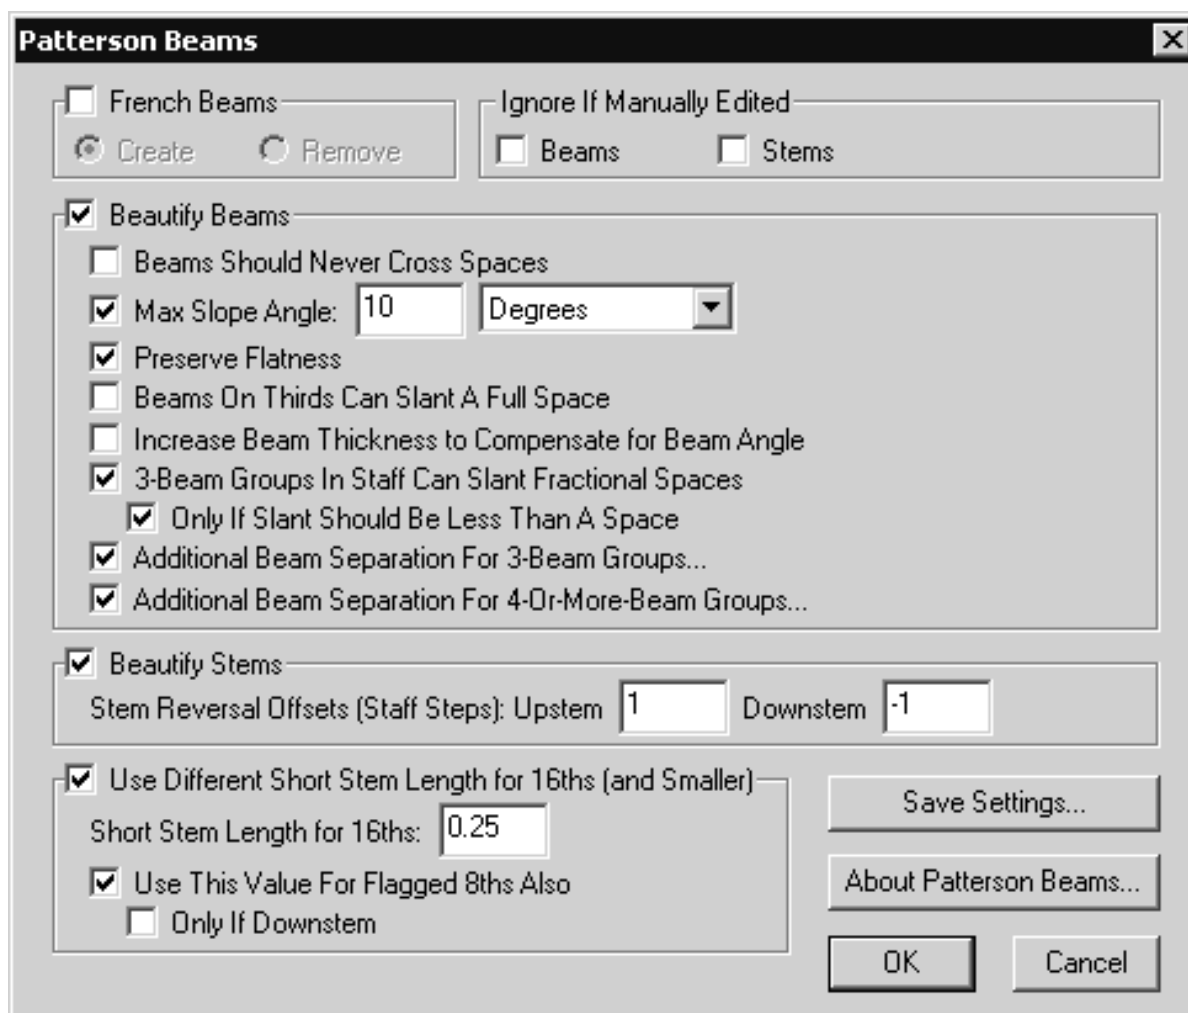 Patterson Beams
French Beams
Create Remove
Ignore If Manually Edited
Beams Stems
Beautify Beams
Beams Should Never Cross Spaces
Max Slope Angle: 10 Degrees
Preserve Flatness
Beams On Thirds Can Slant A Full Space
Increase Beam Thickness to Compensate for Beam Angle
3-Beam Groups In Staff Can Slant Fractional Spaces
Only If Slant Should Be Less Than A Space
Additional Beam Separation For 3-Beam Groups...
Additional Beam Separation For 4-Or-More-Beam Groups...
Beautify Stems
Stem Reversal Offsets (Staff Steps): Upstem 1 Downstem -1
Use Different Short Stem Length for 16ths (and Smaller)
Short Stem Length for 16ths: 0.25
Use This Value For Flagged 8ths Also
Only If Downstem
Save Settings...
About Patterson Beams...
OK Cancel